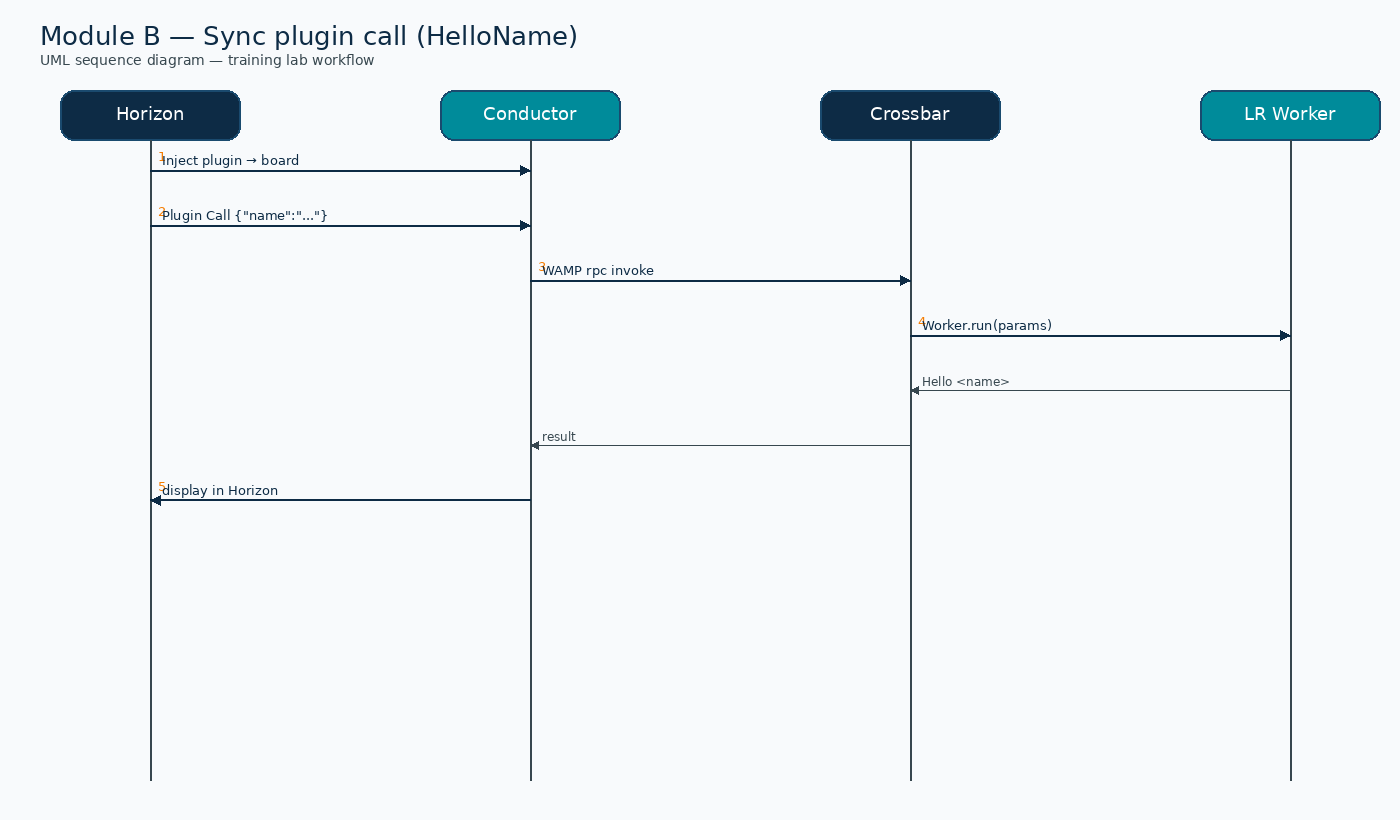 Module B — Sync plugin call (HelloName)
UML sequence diagram — training lab workflow
Horizon
Conductor
Crossbar
LR Worker
1 Inject plugin → board
2 Plugin Call {"name":"..."}
3 WAMP rpc invoke
4 Worker.run(params)
Hello <name>
result
5 display in Horizon